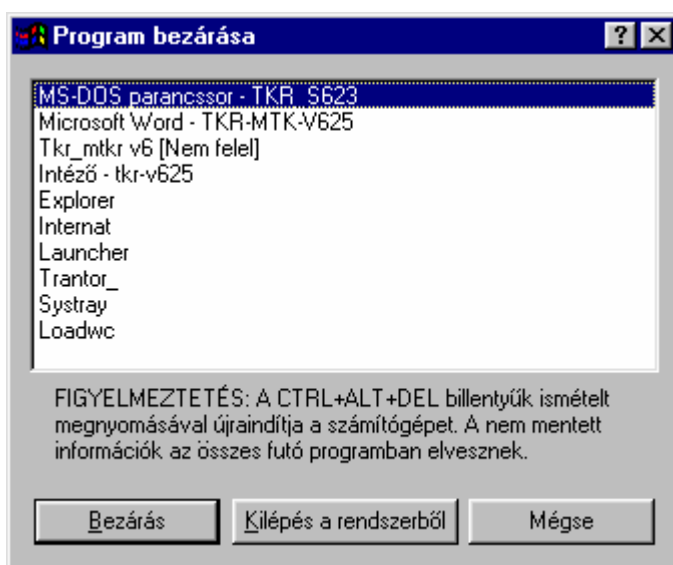 Program bezárása
MS-DOS parancssor - TKR_S623
Microsoft Word - TKR-MTK-V625
Tkr_mtkr v6 [Nem felel]
Intéző - tkr-v625
Explorer
Internat
Launcher
Trantor_
Systray
Loadwc
FIGYELMEZTETÉS: A CTRL+ALT+DEL billentyűk ismételt
megnyomásával újraindítja a számítógépet. A nem mentett
információk az összes futó programban elvesznek.
Bezárás Kilépés a rendszerből Mégse